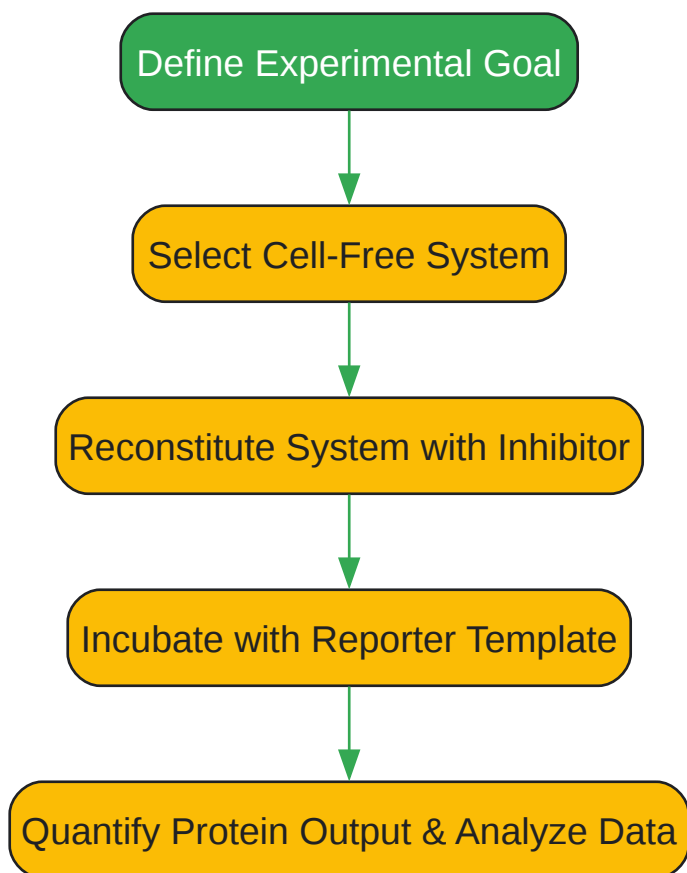 Define Experimental Goal
Select Cell-Free System
Reconstitute System with Inhibitor
Incubate with Reporter Template
Quantify Protein Output & Analyze Data